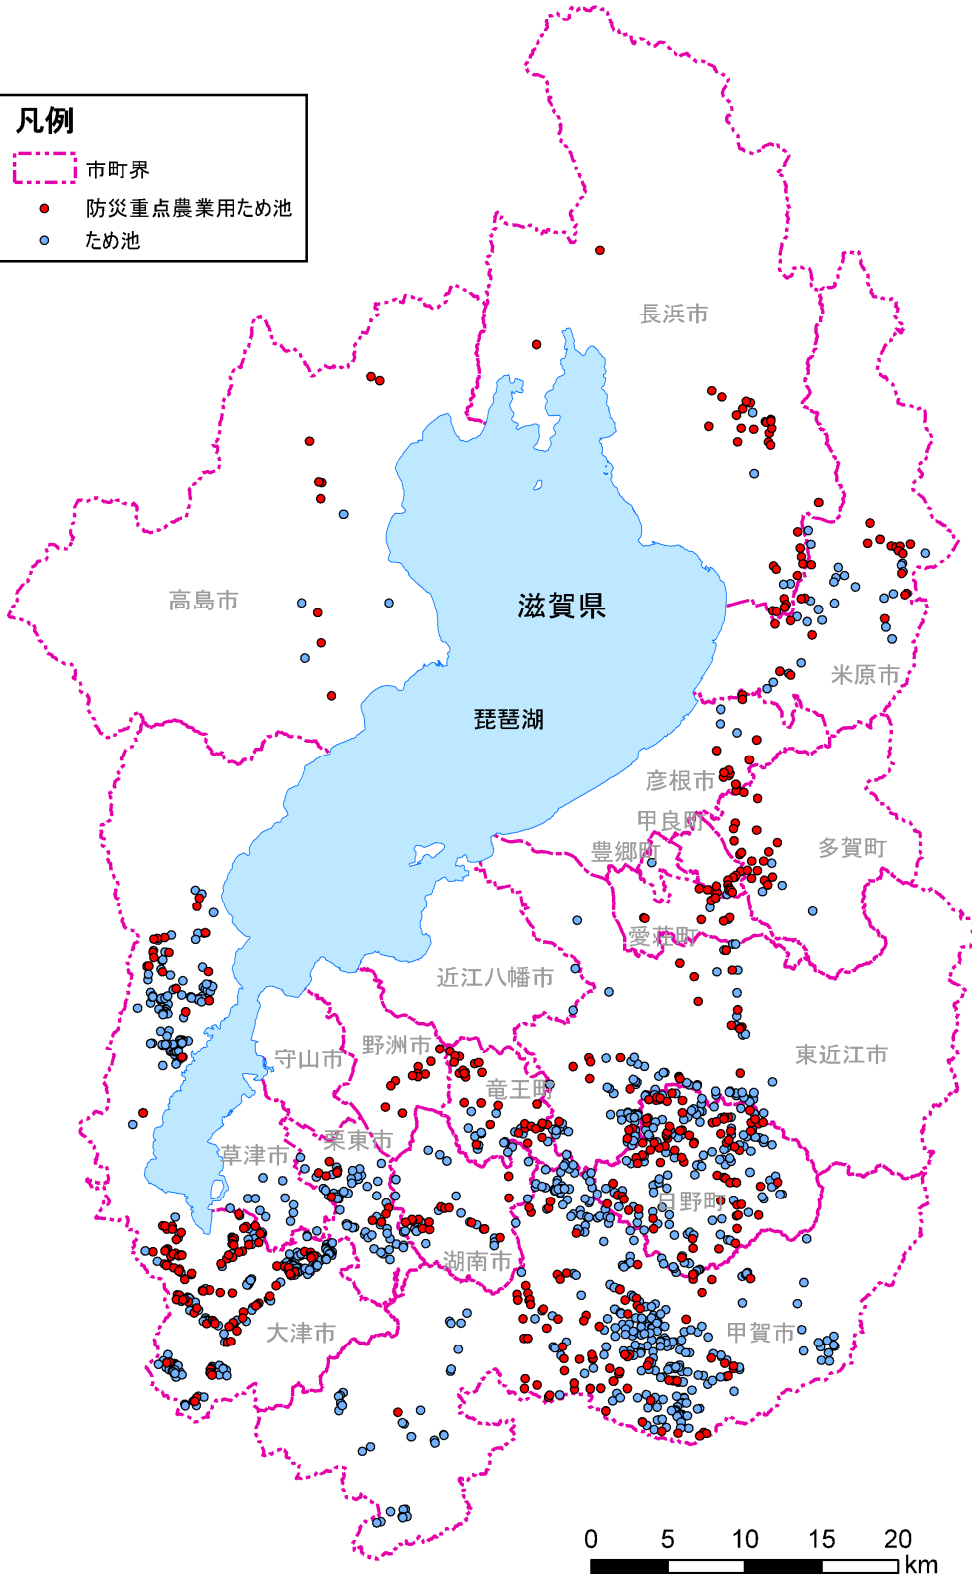 凡例
市町界
防災重点農業用ため池
ため池
長浜市
高島市
滋賀県
米原市
琵琶湖
彦根市
甲良町
豊郷町
多賀町
愛荘町
近江八幡市
東近江市
守山市
野洲市
竜王町
草津市
栗東市
日野町
湖南市
大津市
甲賀市
0 5 10 15 20
km